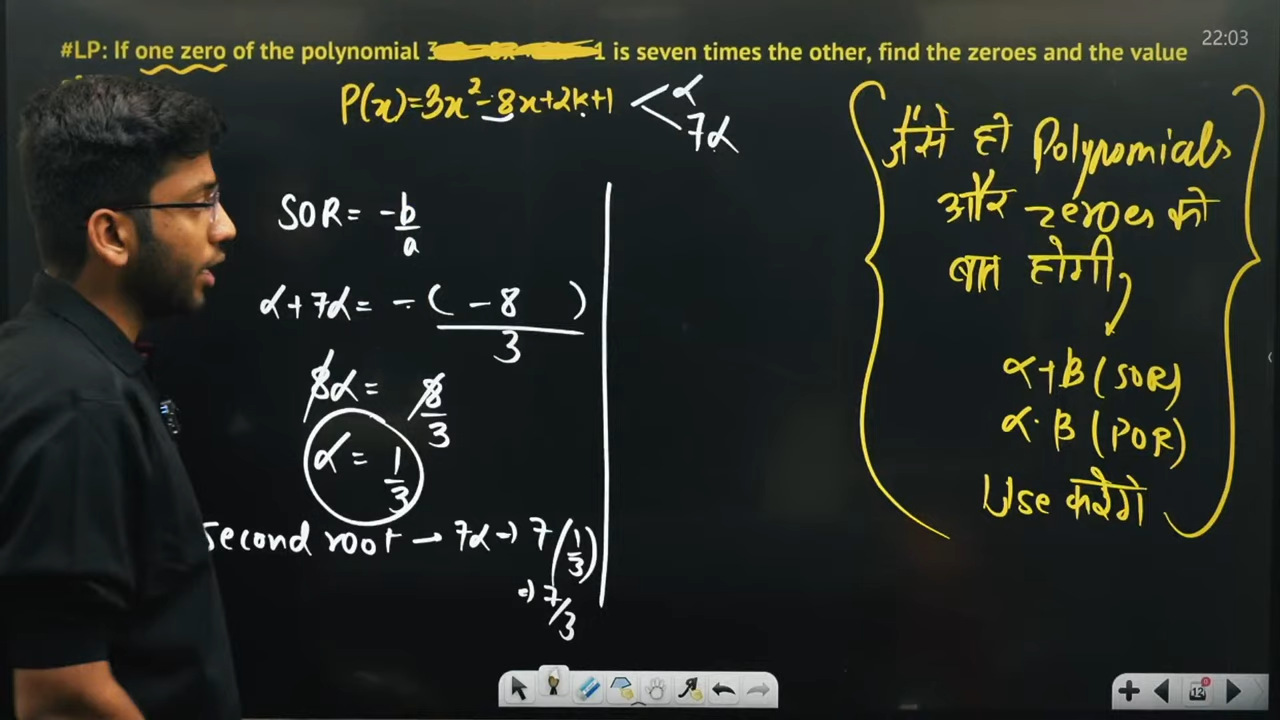 22:03
#LP: If one zero of the polynomial 3 1 is seven times the other, find the zeroes and the value
P(x)=3x²-8x+2k+1 < α
7α
SOR = -b/a
α+7α = -(-8)/3
8α = 8/3
α = 1/3
second root → 7α ⇒ 7(1/3)
⇒ 7/3
जैसे ही Polynomials
और zeroes की
बात होगी,
α+β (SOR)
α·β (POR)
Use करेंगे
12